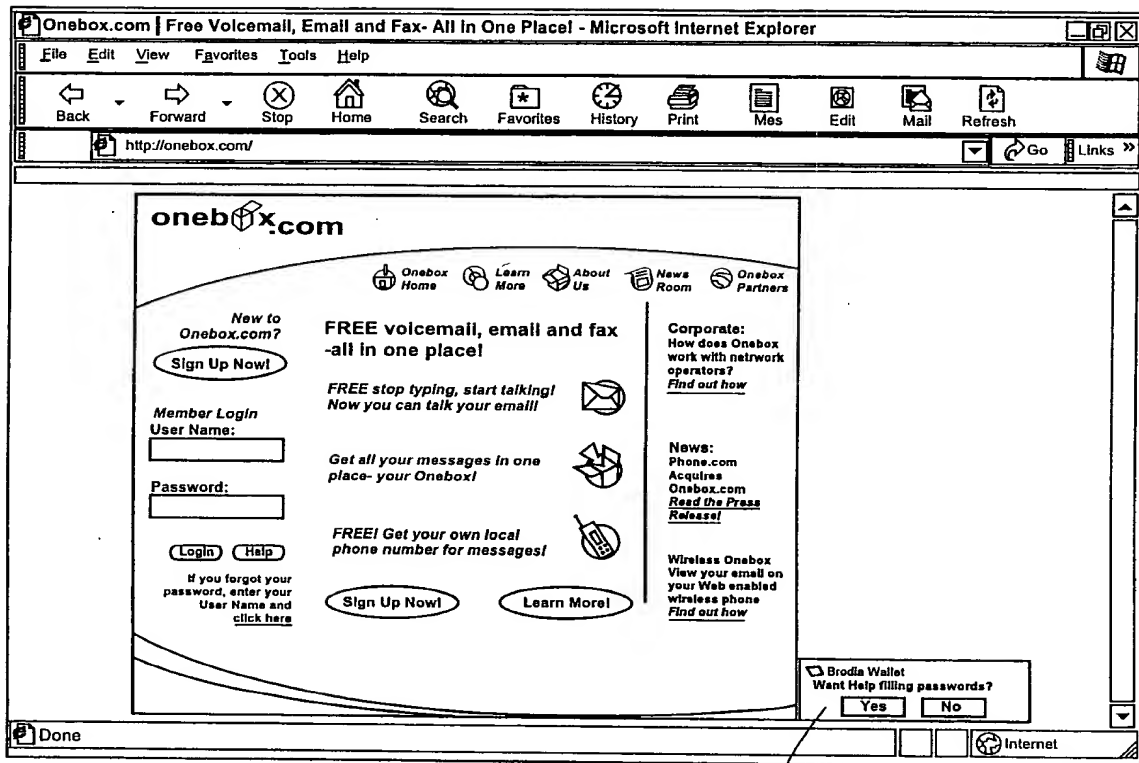 Onebox.com | Free Voicemail, Email and Fax- All in One Place! - Microsoft Internet Explorer
File Edit View Favorites Tools Help
Back Forward Stop Home Search Favorites History Print Mes Edit Mail Refresh
http://onebox.com/ Go Links »
onebox.com
Onebox Home Learn More About Us News Room Onebox Partners
New to
Onebox.com?
Sign Up Now!
Member Login
User Name:
Password:
Login Help
If you forgot your
password, enter your
User Name and
click here
FREE voicemail, email and fax
-all in one place!
FREE stop typing, start talking!
Now you can talk your email!
Get all your messages in one
place- your Onebox!
FREE! Get your own local
phone number for messages!
Sign Up Now! Learn More!
Corporate:
How does Onebox
work with netrwork
operators?
Find out how
News:
Phone.com
Acquires
Onebox.com
Read the Press
Release!
Wireless Onebox
View your email on
your Web enabled
wireless phone
Find out how
Brodia Wallet
Want Help filling passwords?
Yes No
Done Internet